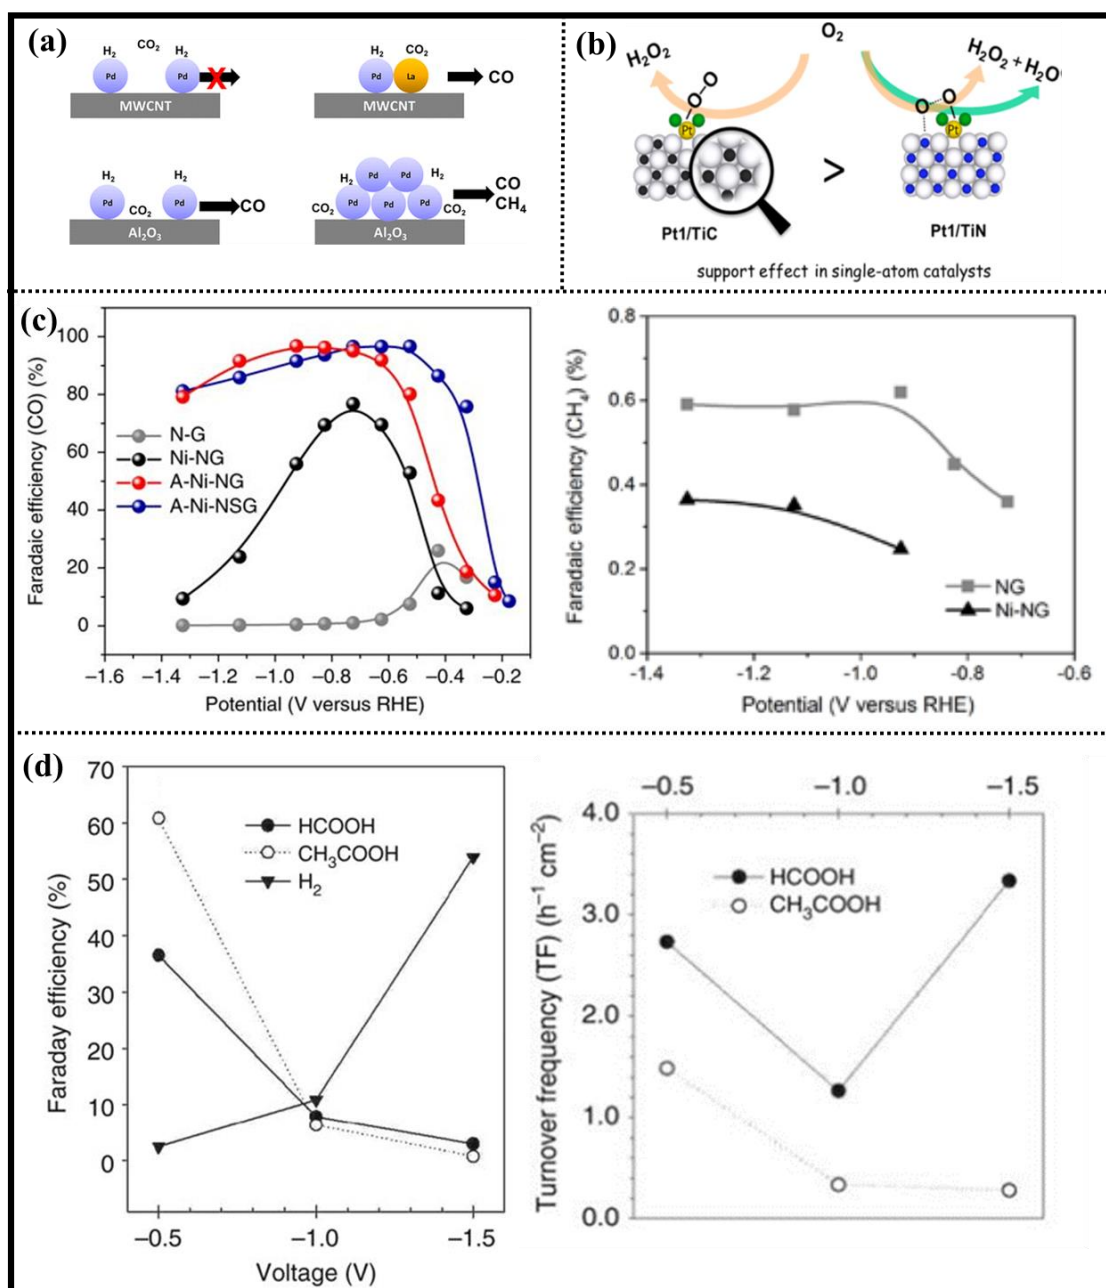 (a)
H₂ CO₂ H₂
Pd Pd X
MWCNT
H₂ CO₂
Pd La CO
MWCNT
H₂ H₂
Pd CO₂ Pd CO
Al₂O₃
H₂ Pd Pd H₂
CO₂ Pd Pd Pd CO₂
CO
CH₄
Al₂O₃
(b)
O₂
H₂O₂
H₂O₂ + H₂O
O
O
Pt
O O
Pt
>
Pt1/TiC
Pt1/TiN
support effect in single-atom catalysts
(c)
Faradaic efficiency (CO) (%)
100
80
60
40
20
0
N-G
Ni-NG
A-Ni-NG
A-Ni-NSG
–1.6 –1.4 –1.2 –1.0 –0.8 –0.6 –0.4 –0.2
Potential (V versus RHE)
Faradaic efficiency (CH₄) (%)
0.8
0.6
0.4
0.2
0.0
NG
Ni-NG
-1.4 -1.2 -1.0 -0.8 -0.6
Potential (V versus RHE)
(d)
Faraday efficiency (%)
70
60
50
40
30
20
10
0
HCOOH
CH₃COOH
H₂
–0.5 –1.0 –1.5
Voltage (V)
–0.5 –1.0 –1.5
Turnover frequency (TF) (h⁻¹ cm⁻²)
4.0
3.0
2.0
1.0
0.0
HCOOH
CH₃COOH